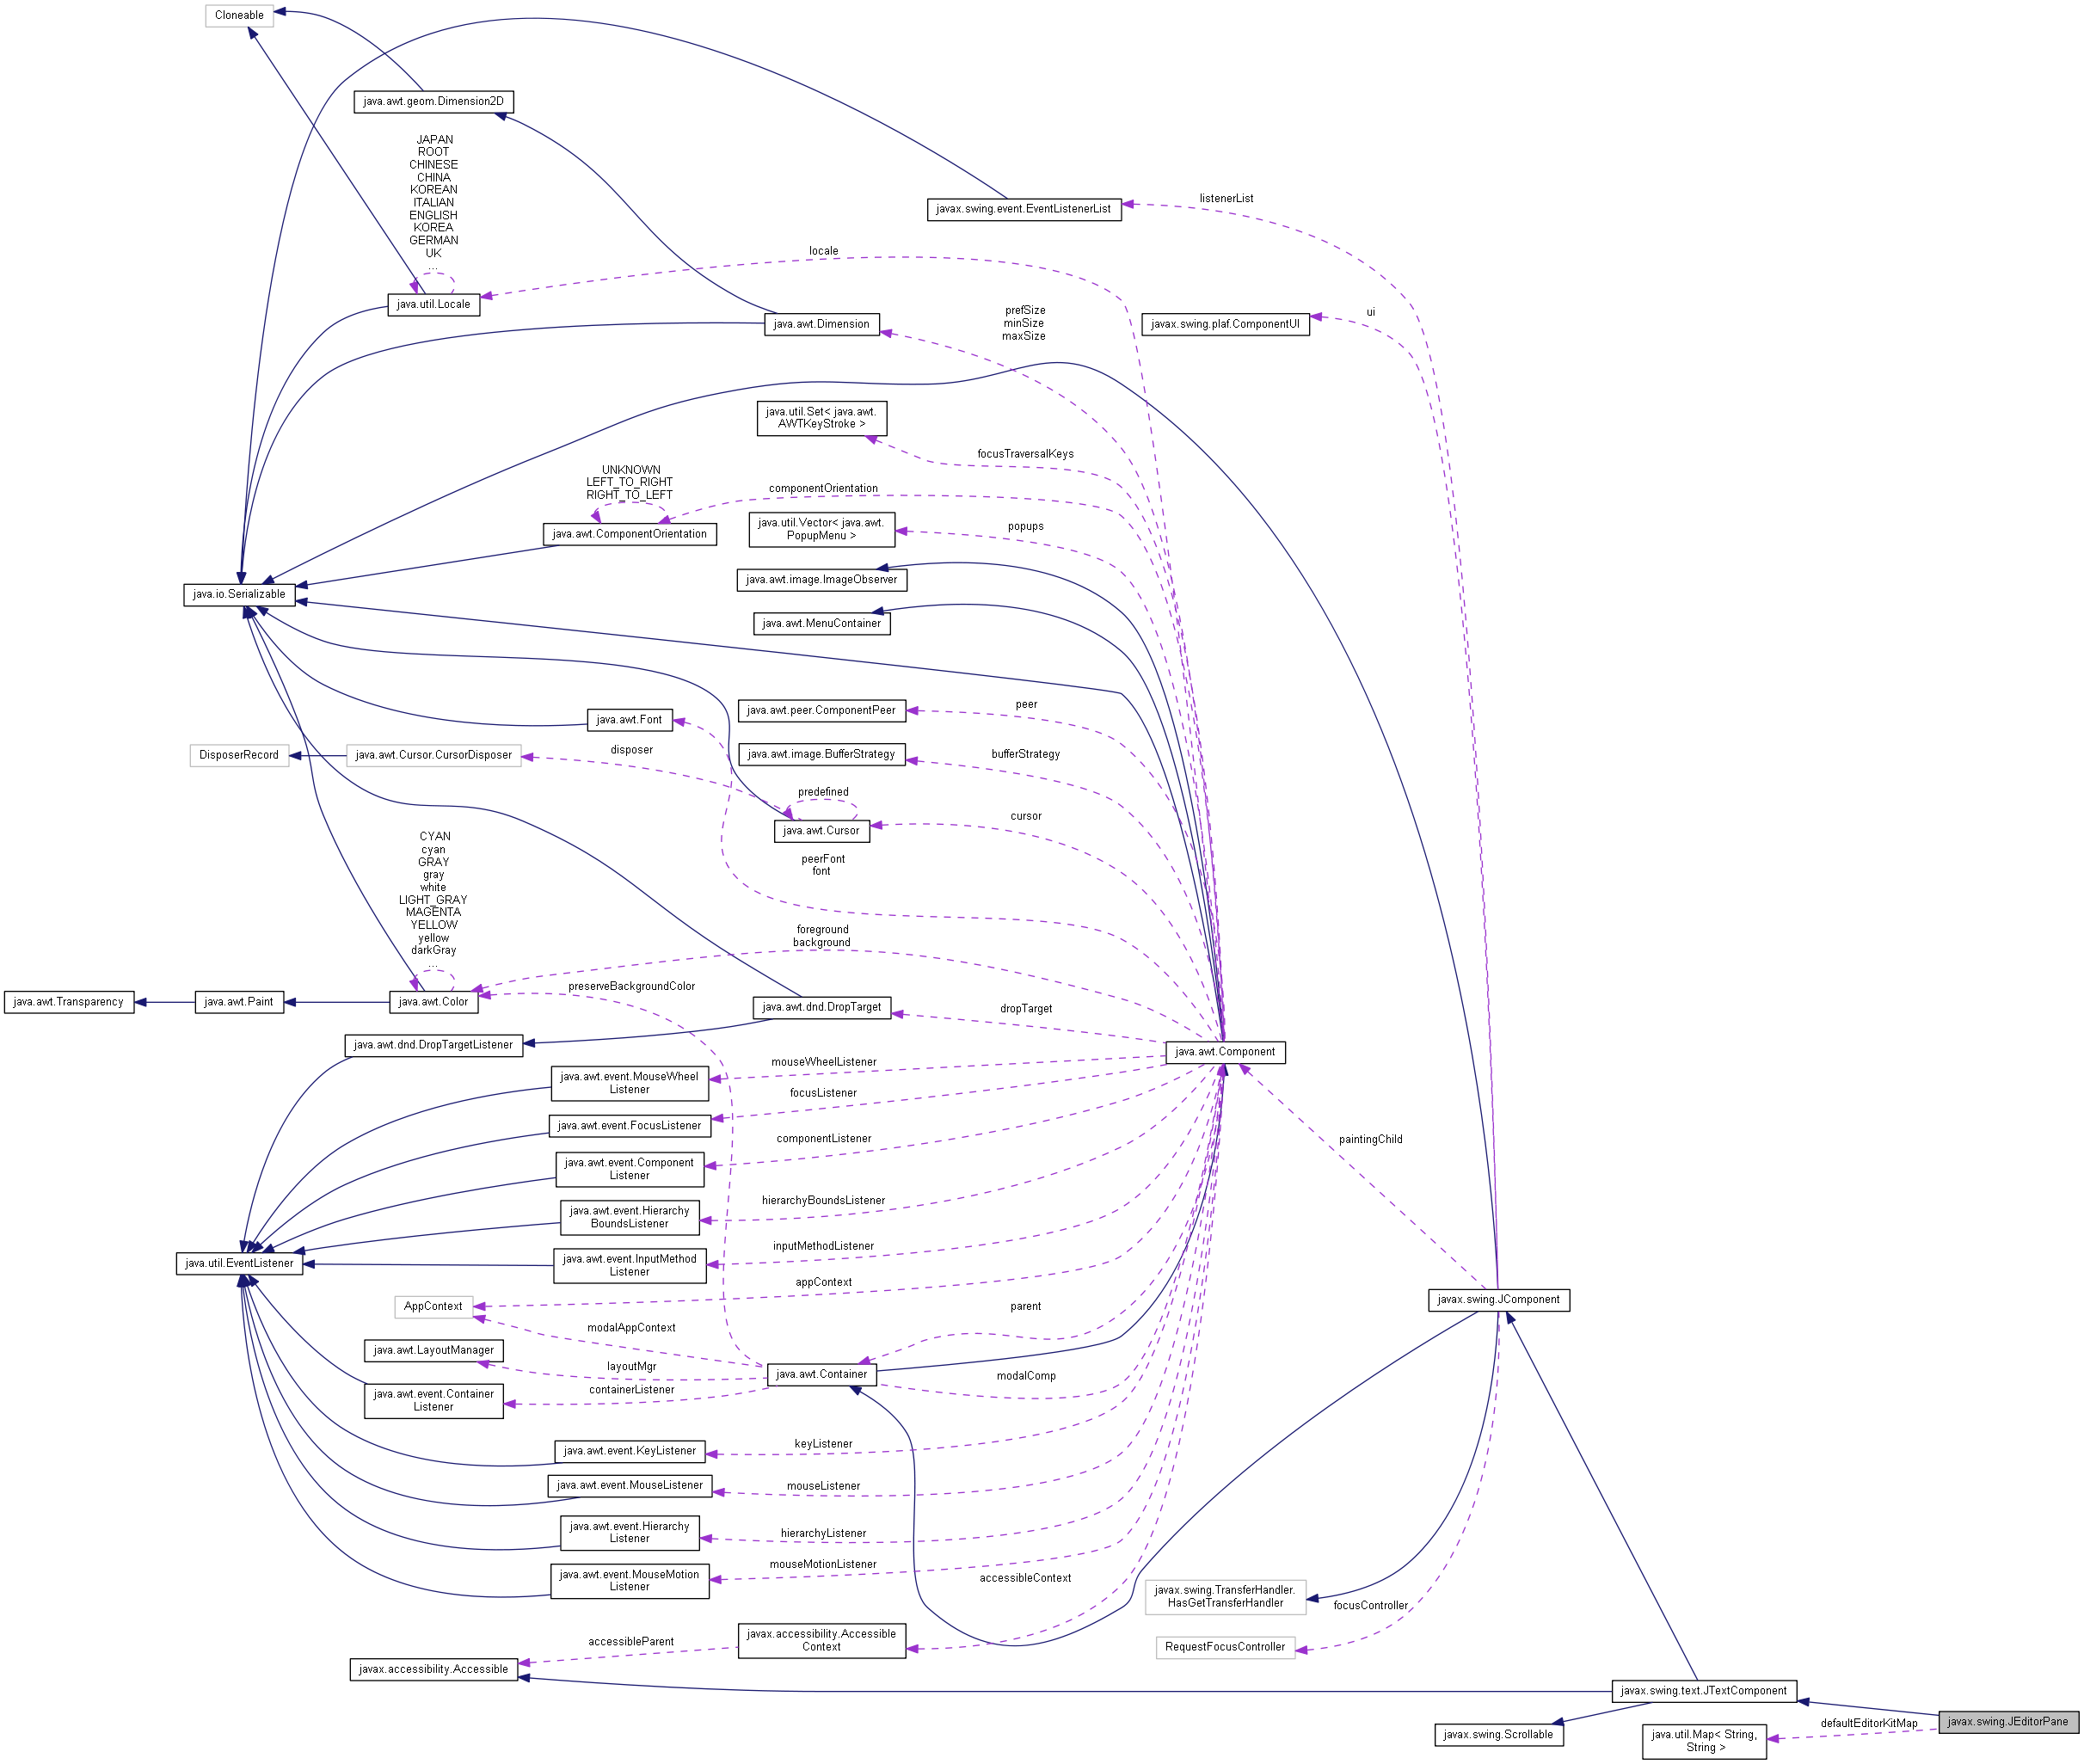 Cloneable
java.awt.geom.Dimension2D
JAPAN
ROOT
CHINESE
CHINA
KOREAN
ITALIAN
ENGLISH
KOREA
GERMAN
UK
...
javax.swing.event.EventListenerList
listenerList
locale
java.util.Locale
java.awt.Dimension
prefSize
minSize
maxSize
javax.swing.plaf.ComponentUI
ui
java.util.Set< java.awt.
AWTKeyStroke >
focusTraversalKeys
UNKNOWN
LEFT_TO_RIGHT
RIGHT_TO_LEFT
componentOrientation
java.awt.ComponentOrientation
java.util.Vector< java.awt.
PopupMenu >
popups
java.awt.image.ImageObserver
java.io.Serializable
java.awt.MenuContainer
java.awt.Font
java.awt.peer.ComponentPeer
peer
DisposerRecord
java.awt.Cursor.CursorDisposer
disposer
java.awt.image.BufferStrategy
bufferStrategy
predefined
cursor
java.awt.Cursor
peerFont
font
CYAN
cyan
GRAY
gray
white
LIGHT_GRAY
MAGENTA
YELLOW
yellow
darkGray
...
foreground
background
preserveBackgroundColor
java.awt.Transparency
java.awt.Paint
java.awt.Color
java.awt.dnd.DropTarget
dropTarget
java.awt.dnd.DropTargetListener
java.awt.Component
java.awt.event.MouseWheel
Listener
mouseWheelListener
java.awt.event.FocusListener
focusListener
java.awt.event.Component
Listener
componentListener
paintingChild
java.awt.event.Hierarchy
BoundsListener
hierarchyBoundsListener
java.util.EventListener
java.awt.event.InputMethod
Listener
inputMethodListener
appContext
AppContext
javax.swing.JComponent
modalAppContext
parent
java.awt.LayoutManager
layoutMgr
java.awt.Container
modalComp
java.awt.event.Container
Listener
containerListener
java.awt.event.KeyListener
keyListener
java.awt.event.MouseListener
mouseListener
java.awt.event.Hierarchy
Listener
hierarchyListener
java.awt.event.MouseMotion
Listener
mouseMotionListener
accessibleContext
javax.swing.TransferHandler.
HasGetTransferHandler
focusController
javax.accessibility.Accessible
Context
accessibleParent
RequestFocusController
javax.accessibility.Accessible
javax.swing.text.JTextComponent
javax.swing.Scrollable
java.util.Map< String,
String >
defaultEditorKitMap
javax.swing.JEditorPane